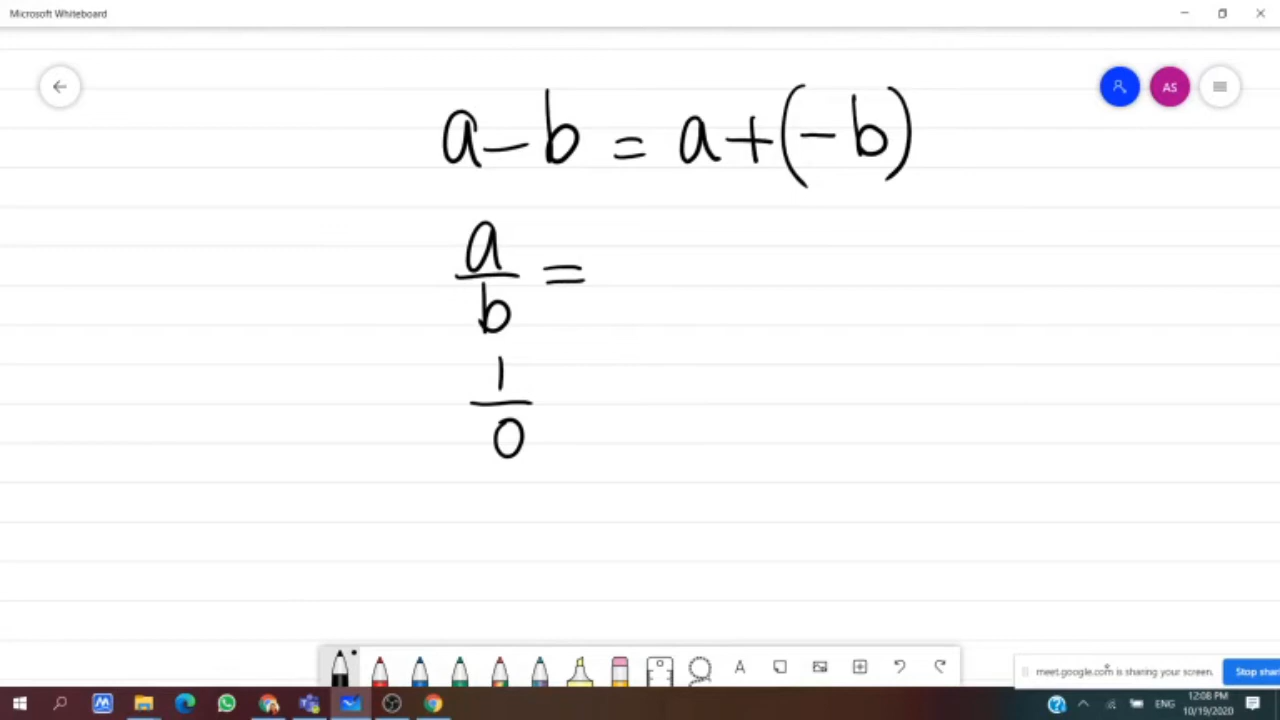 Microsoft Whiteboard
AS
a - b = a + (-b)
a/b =
1/0
A
meet.google.com is sharing your screen.
Stop shar
12:08 PM
ENG
10/19/2020